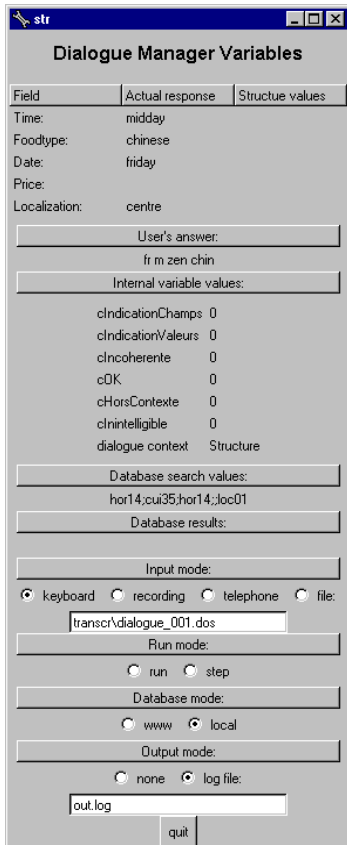 str
Dialogue Manager Variables
Field Actual response Structue values
Time: midday
Foodtype: chinese
Date: friday
Price:
Localization: centre
User's answer:
fr m zen chin
Internal variable values:
cIndicationChamps 0
cIndicationValeurs 0
cIncoherente 0
cOK 0
cHorsContexte 0
cInintelligible 0
dialogue context Structure
Database search values:
hor14;cui35;hor14;;loc01
Database results:
Input mode:
keyboard recording telephone file:
transcr\dialogue_001.dos
Run mode:
run step
Database mode:
www local
Output mode:
none log file:
out.log
quit